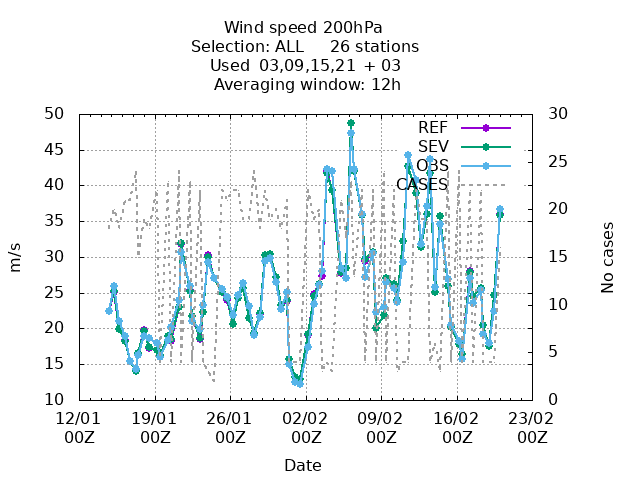 Wind speed 200hPa
Selection: ALL 26 stations
Used 03,09,15,21 + 03
Averaging window: 12h
50
45
40
35
30
25
20
15
10
m/s
30
25
20
15
10
5
0
No cases
REF
SEV
OBS
CASES
12/01 19/01 26/01 02/02 09/02 16/02 23/02
00Z 00Z 00Z 00Z 00Z 00Z 00Z
Date